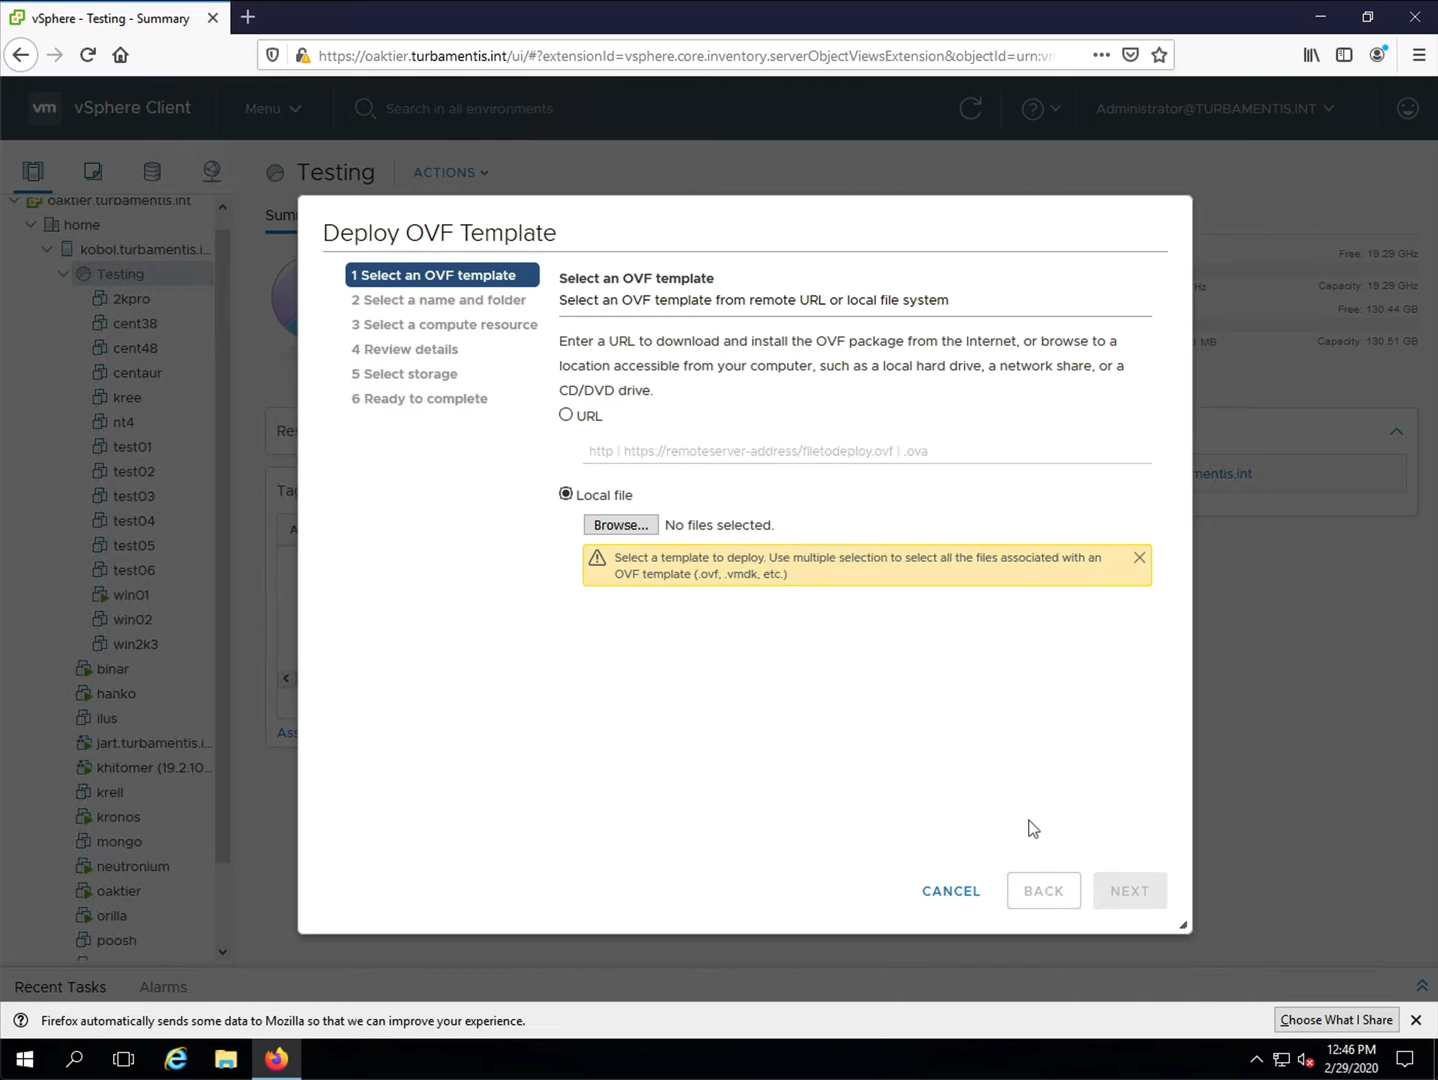 vSphere - Testing - Summary
https://oaktier.turbamentis.int/ui/#?extensionId=vsphere.core.inventory.serverObjectViewsExtension&objectId=urn:vr
vm vSphere Client Menu Search in all environments Administrator@TURBAMENTIS.INT
Testing ACTIONS
oaktier.turbamentis.int
home
kobol.turbamentis.i...
Testing
2kpro
cent38
cent48
centaur
kree
nt4
test01
test02
test03
test04
test05
test06
win01
win02
win2k3
binar
hanko
ilus
jart.turbamentis.i...
khitomer (19.2.10...
krell
kronos
mongo
neutronium
oaktier
orilla
poosh
Sum
Free: 19.29 GHz
Hz Capacity: 19.29 GHz
Free: 130.44 GB
MB Capacity: 130.51 GB
Re
nentis.int
Tag
A
Ass
Deploy OVF Template
1 Select an OVF template
2 Select a name and folder
3 Select a compute resource
4 Review details
5 Select storage
6 Ready to complete
Select an OVF template
Select an OVF template from remote URL or local file system
Enter a URL to download and install the OVF package from the Internet, or browse to a
location accessible from your computer, such as a local hard drive, a network share, or a
CD/DVD drive.
URL
http | https://remoteserver-address/filetodeploy.ovf | .ova
Local file
Browse... No files selected.
Select a template to deploy. Use multiple selection to select all the files associated with an
OVF template (.ovf, .vmdk, etc.)
CANCEL BACK NEXT
Recent Tasks Alarms
Firefox automatically sends some data to Mozilla so that we can improve your experience. Choose What I Share
12:46 PM
2/29/2020